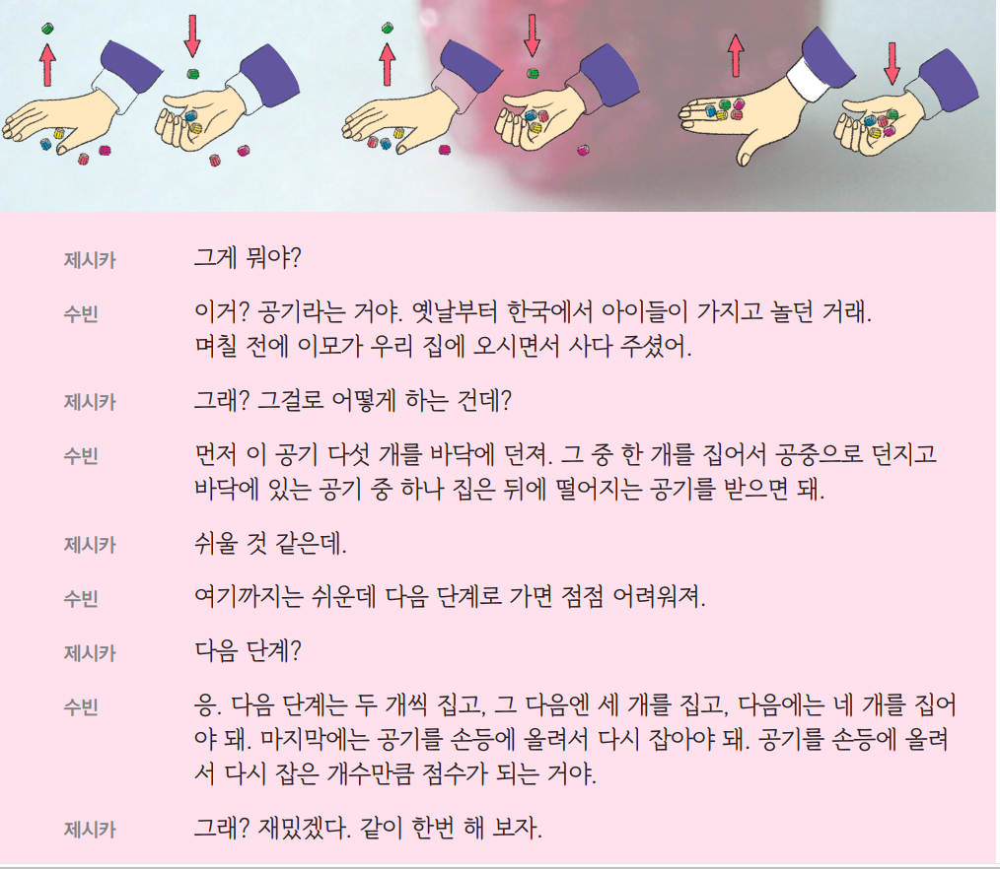 제시카 그게 뭐야?
수빈 이거? 공기라는 거야. 옛날부터 한국에서 아이들이 가지고 놀던 거래.
며칠 전에 이모가 우리 집에 오시면서 사다 주셨어.
제시카 그래? 그걸로 어떻게 하는 건데?
수빈 먼저 이 공기 다섯 개를 바닥에 던져. 그 중 한 개를 집어서 공중으로 던지고
바닥에 있는 공기 중 하나 집은 뒤에 떨어지는 공기를 받으면 돼.
제시카 쉬울 것 같은데.
수빈 여기까지는 쉬운데 다음 단계로 가면 점점 어려워져.
제시카 다음 단계?
수빈 응. 다음 단계는 두 개씩 집고, 그 다음엔 세 개를 집고, 다음에는 네 개를 집어
야 돼. 마지막에는 공기를 손등에 올려서 다시 잡아야 돼. 공기를 손등에 올려
서 다시 잡은 개수만큼 점수가 되는 거야.
제시카 그래? 재밌겠다. 같이 한번 해 보자.